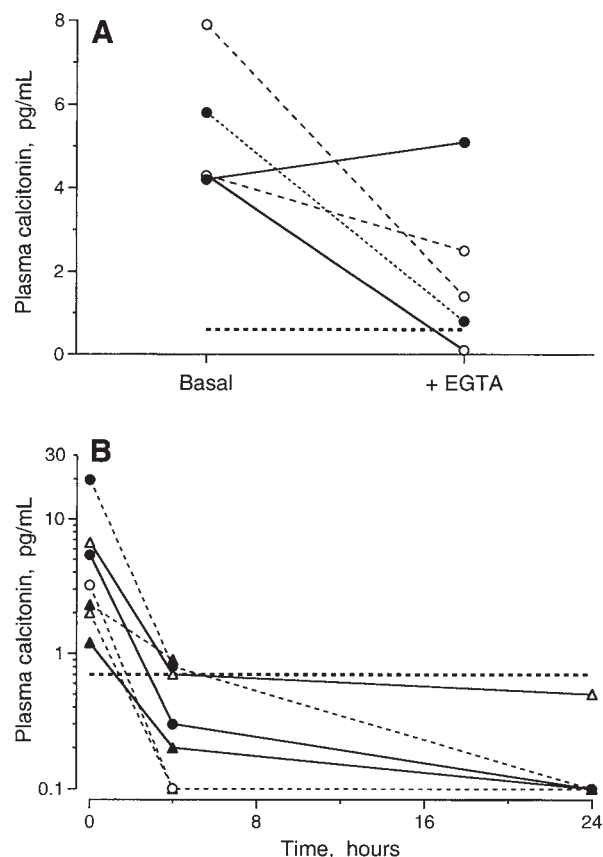 A
Plasma calcitonin, pg/mL
8
6
4
2
0
Basal
+ EGTA
B
Plasma calcitonin, pg/mL
30
10
1
0.1
0
8
16
24
Time, hours